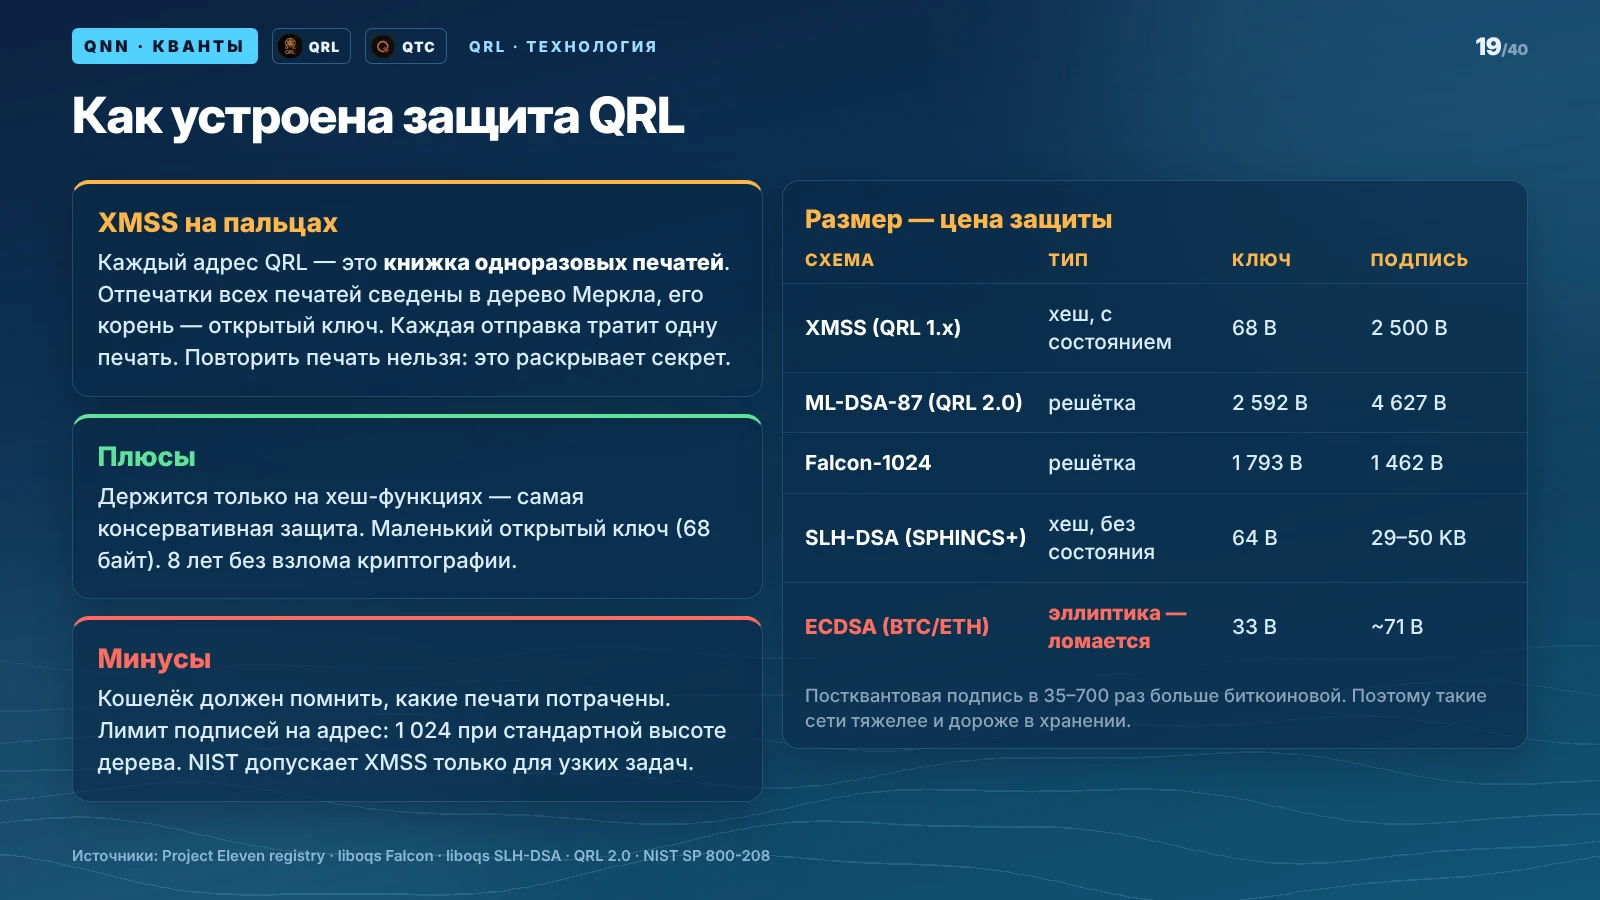 QNN · КВАНТЫ
QRL
QTC
QRL · ТЕХНОЛОГИЯ
19/40
Как устроена защита QRL
XMSS на пальцах
Каждый адрес QRL — это книжка одноразовых печатей.
Отпечатки всех печатей сведены в дерево Меркла, его
корень — открытый ключ. Каждая отправка тратит одну
печать. Повторить печать нельзя: это раскрывает секрет.
Плюсы
Держится только на хеш-функциях — самая
консервативная защита. Маленький открытый ключ (68
байт). 8 лет без взлома криптографии.
Минусы
Кошелёк должен помнить, какие печати потрачены.
Лимит подписей на адрес: 1 024 при стандартной высоте
дерева. NIST допускает XMSS только для узких задач.
Размер — цена защиты
СХЕМА ТИП КЛЮЧ ПОДПИСЬ
XMSS (QRL 1.x) хеш, с состоянием 68 B 2 500 B
ML-DSA-87 (QRL 2.0) решётка 2 592 B 4 627 B
Falcon-1024 решётка 1 793 B 1 462 B
SLH-DSA (SPHINCS+) хеш, без состояния 64 B 29–50 KB
ECDSA (BTC/ETH) эллиптика — ломается 33 B ~71 B
Постквантовая подпись в 35–700 раз больше биткоиновой. Поэтому такие
сети тяжелее и дороже в хранении.
Источники: Project Eleven registry · liboqs Falcon · liboqs SLH-DSA · QRL 2.0 · NIST SP 800-208